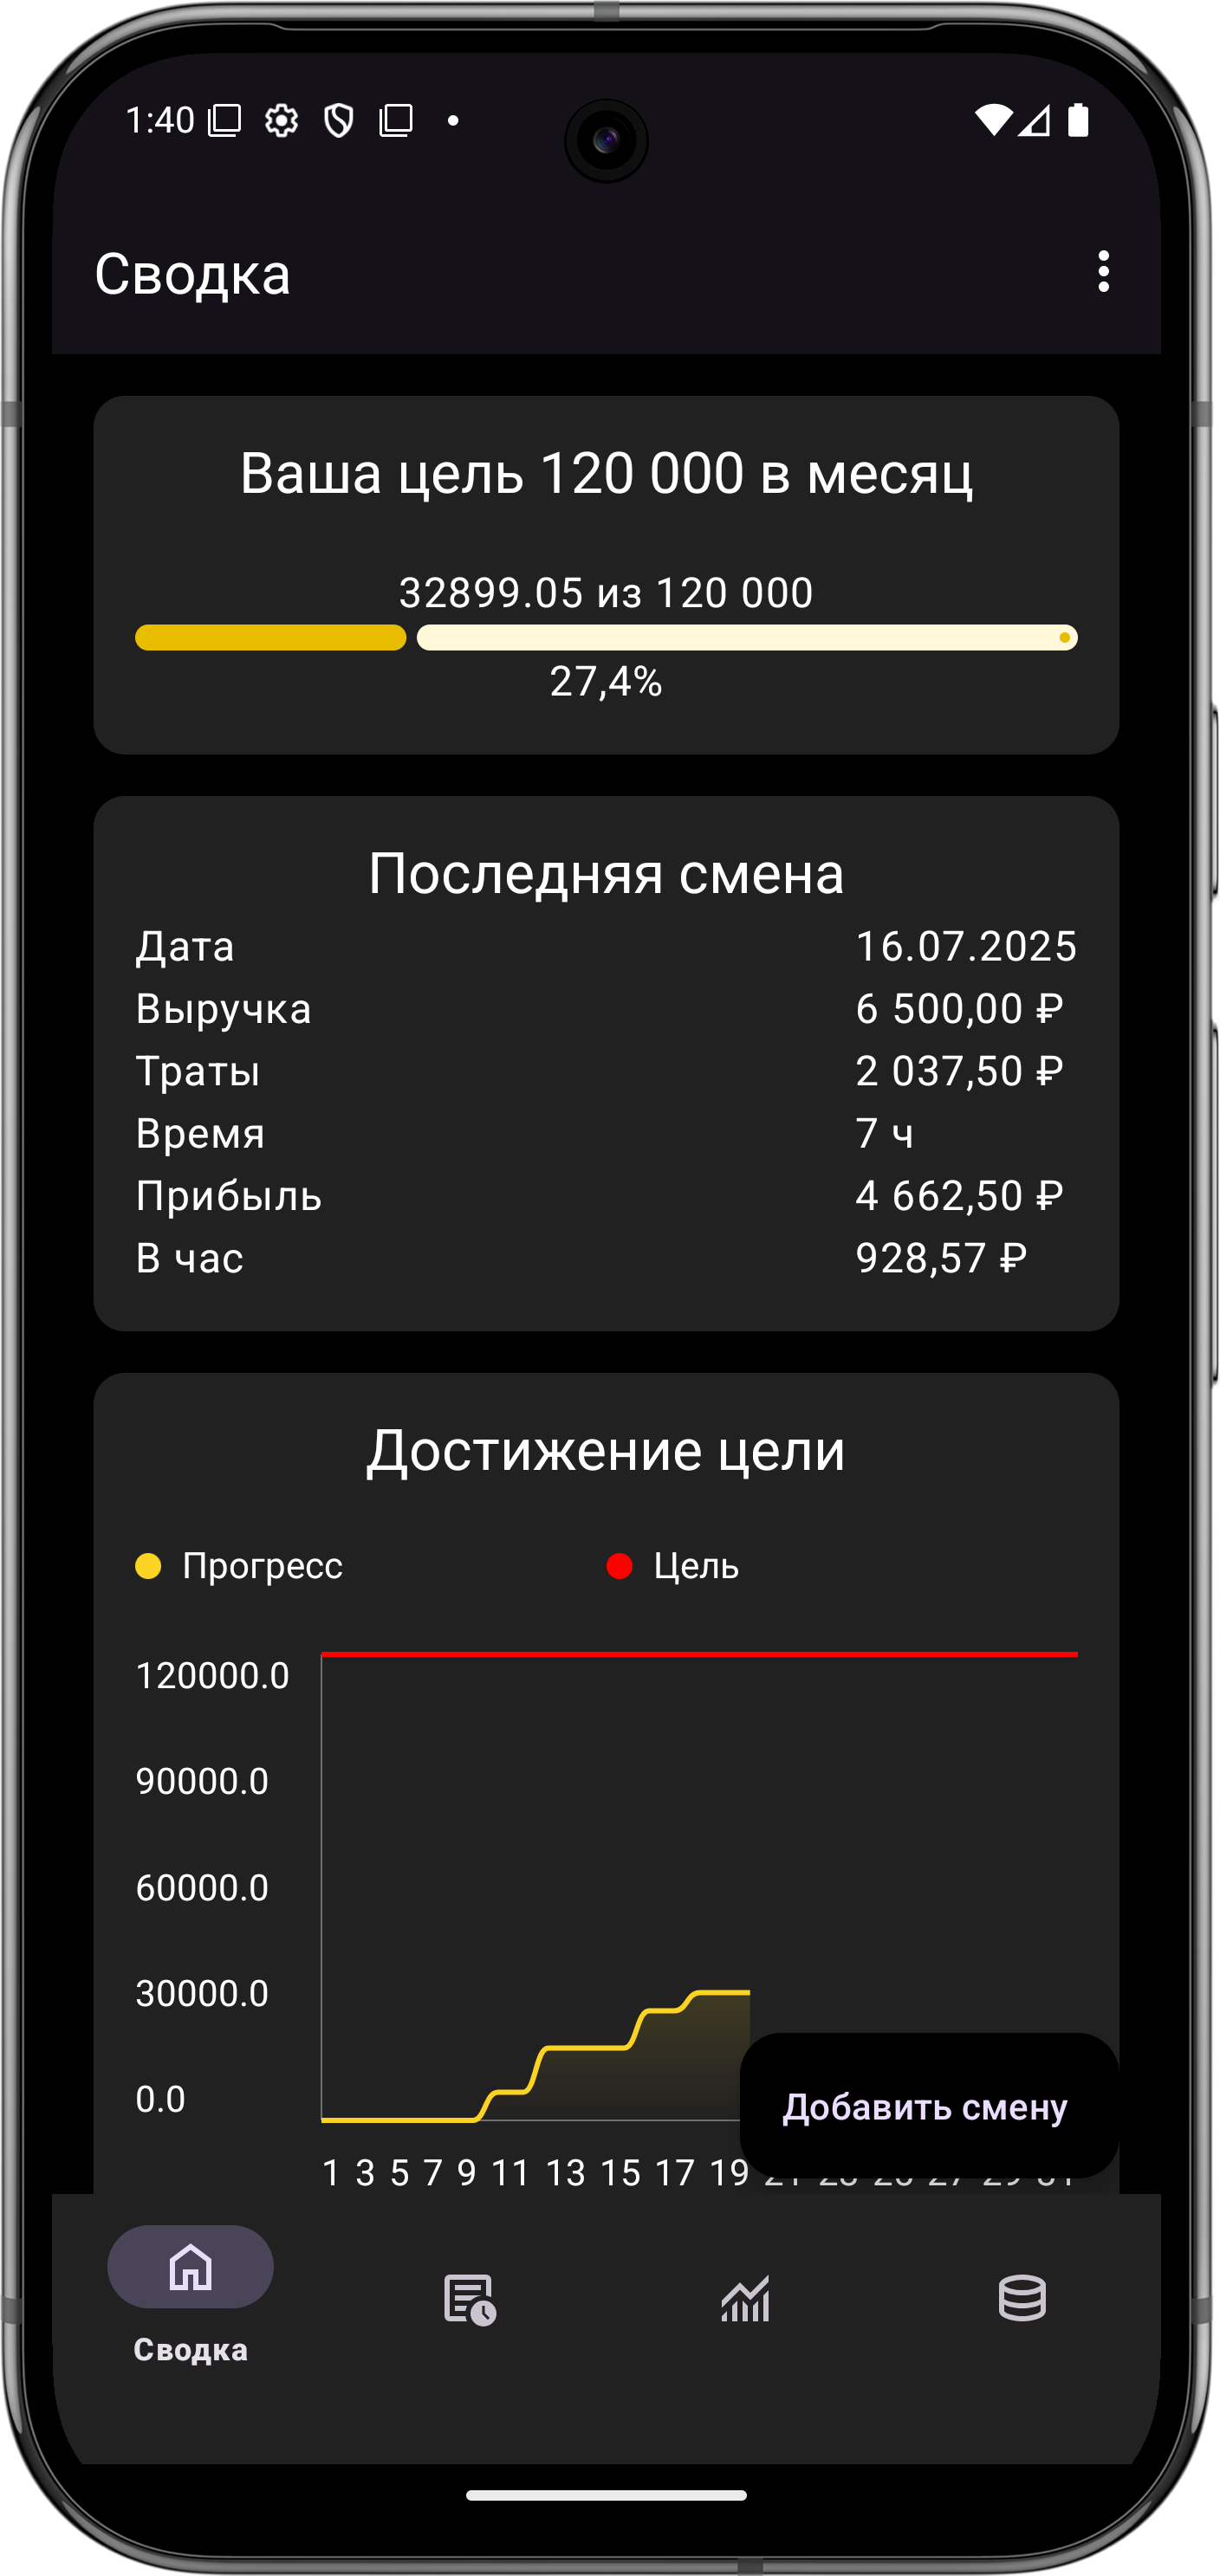 1:40
Сводка
Ваша цель 120 000 в месяц
32899.05 из 120 000
27,4%
Последняя смена
Дата 16.07.2025
Выручка 6 500,00 ₽
Траты 2 037,50 ₽
Время 7 ч
Прибыль 4 662,50 ₽
В час 928,57 ₽
Достижение цели
Прогресс Цель
120000.0
90000.0
60000.0
30000.0
0.0
Добавить смену
1 3 5 7 9 11 13 15 17 19
Сводка